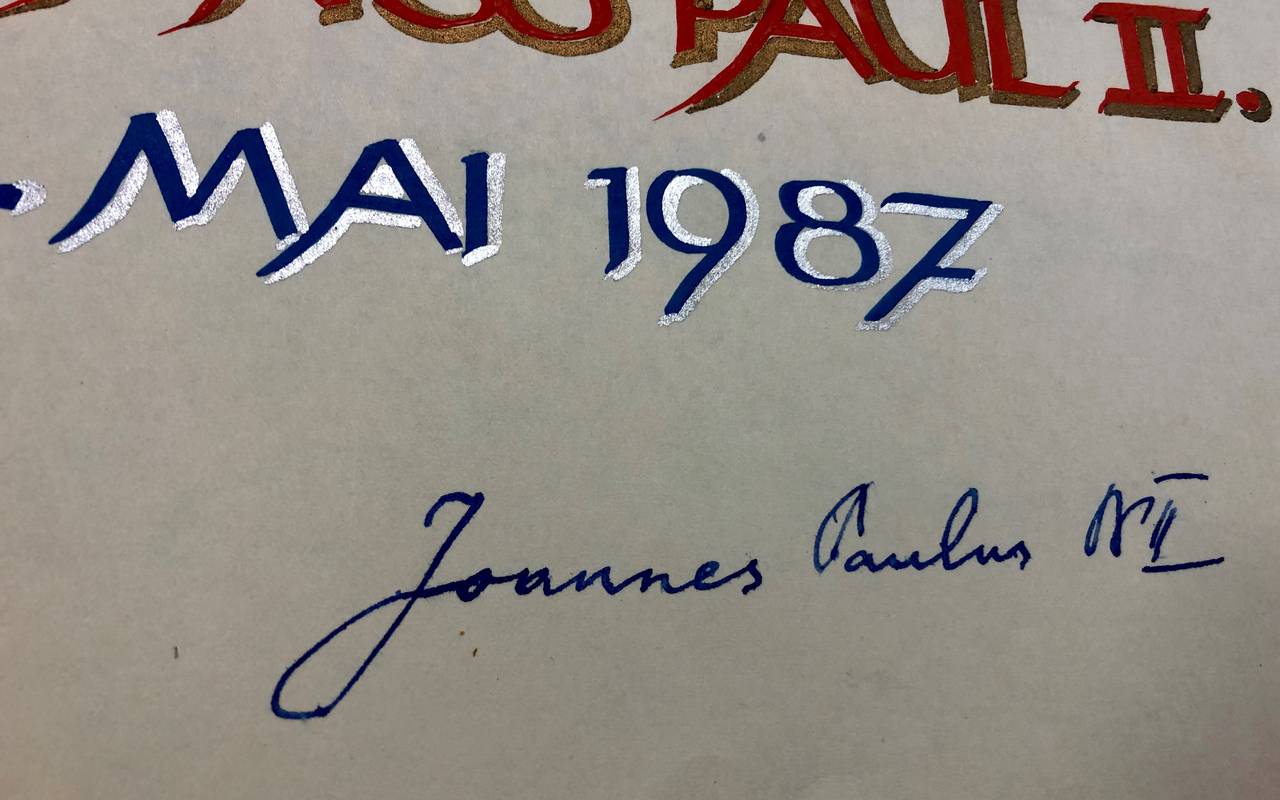 PAUL II.
. MAI 1987
Joannes Paulus PP II